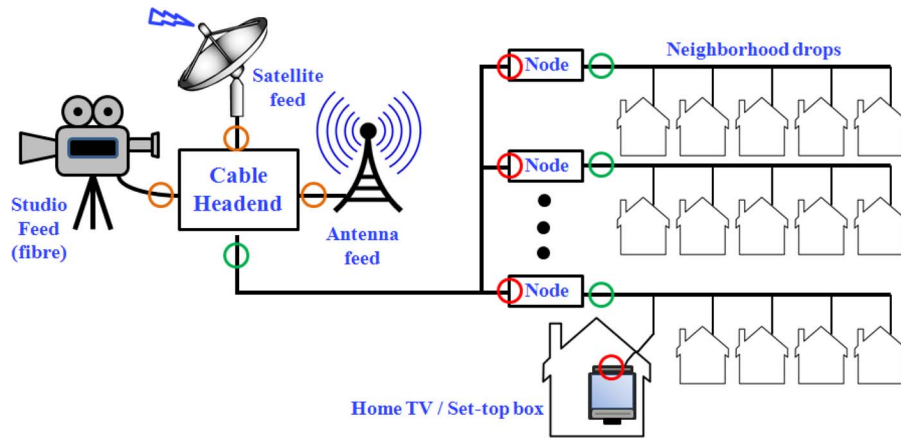 Node
Neighborhood drops
Satellite
feed
Cable
Headend
Studio
Feed
(fibre)
Antenna
feed
Node
Node
Home TV / Set-top box